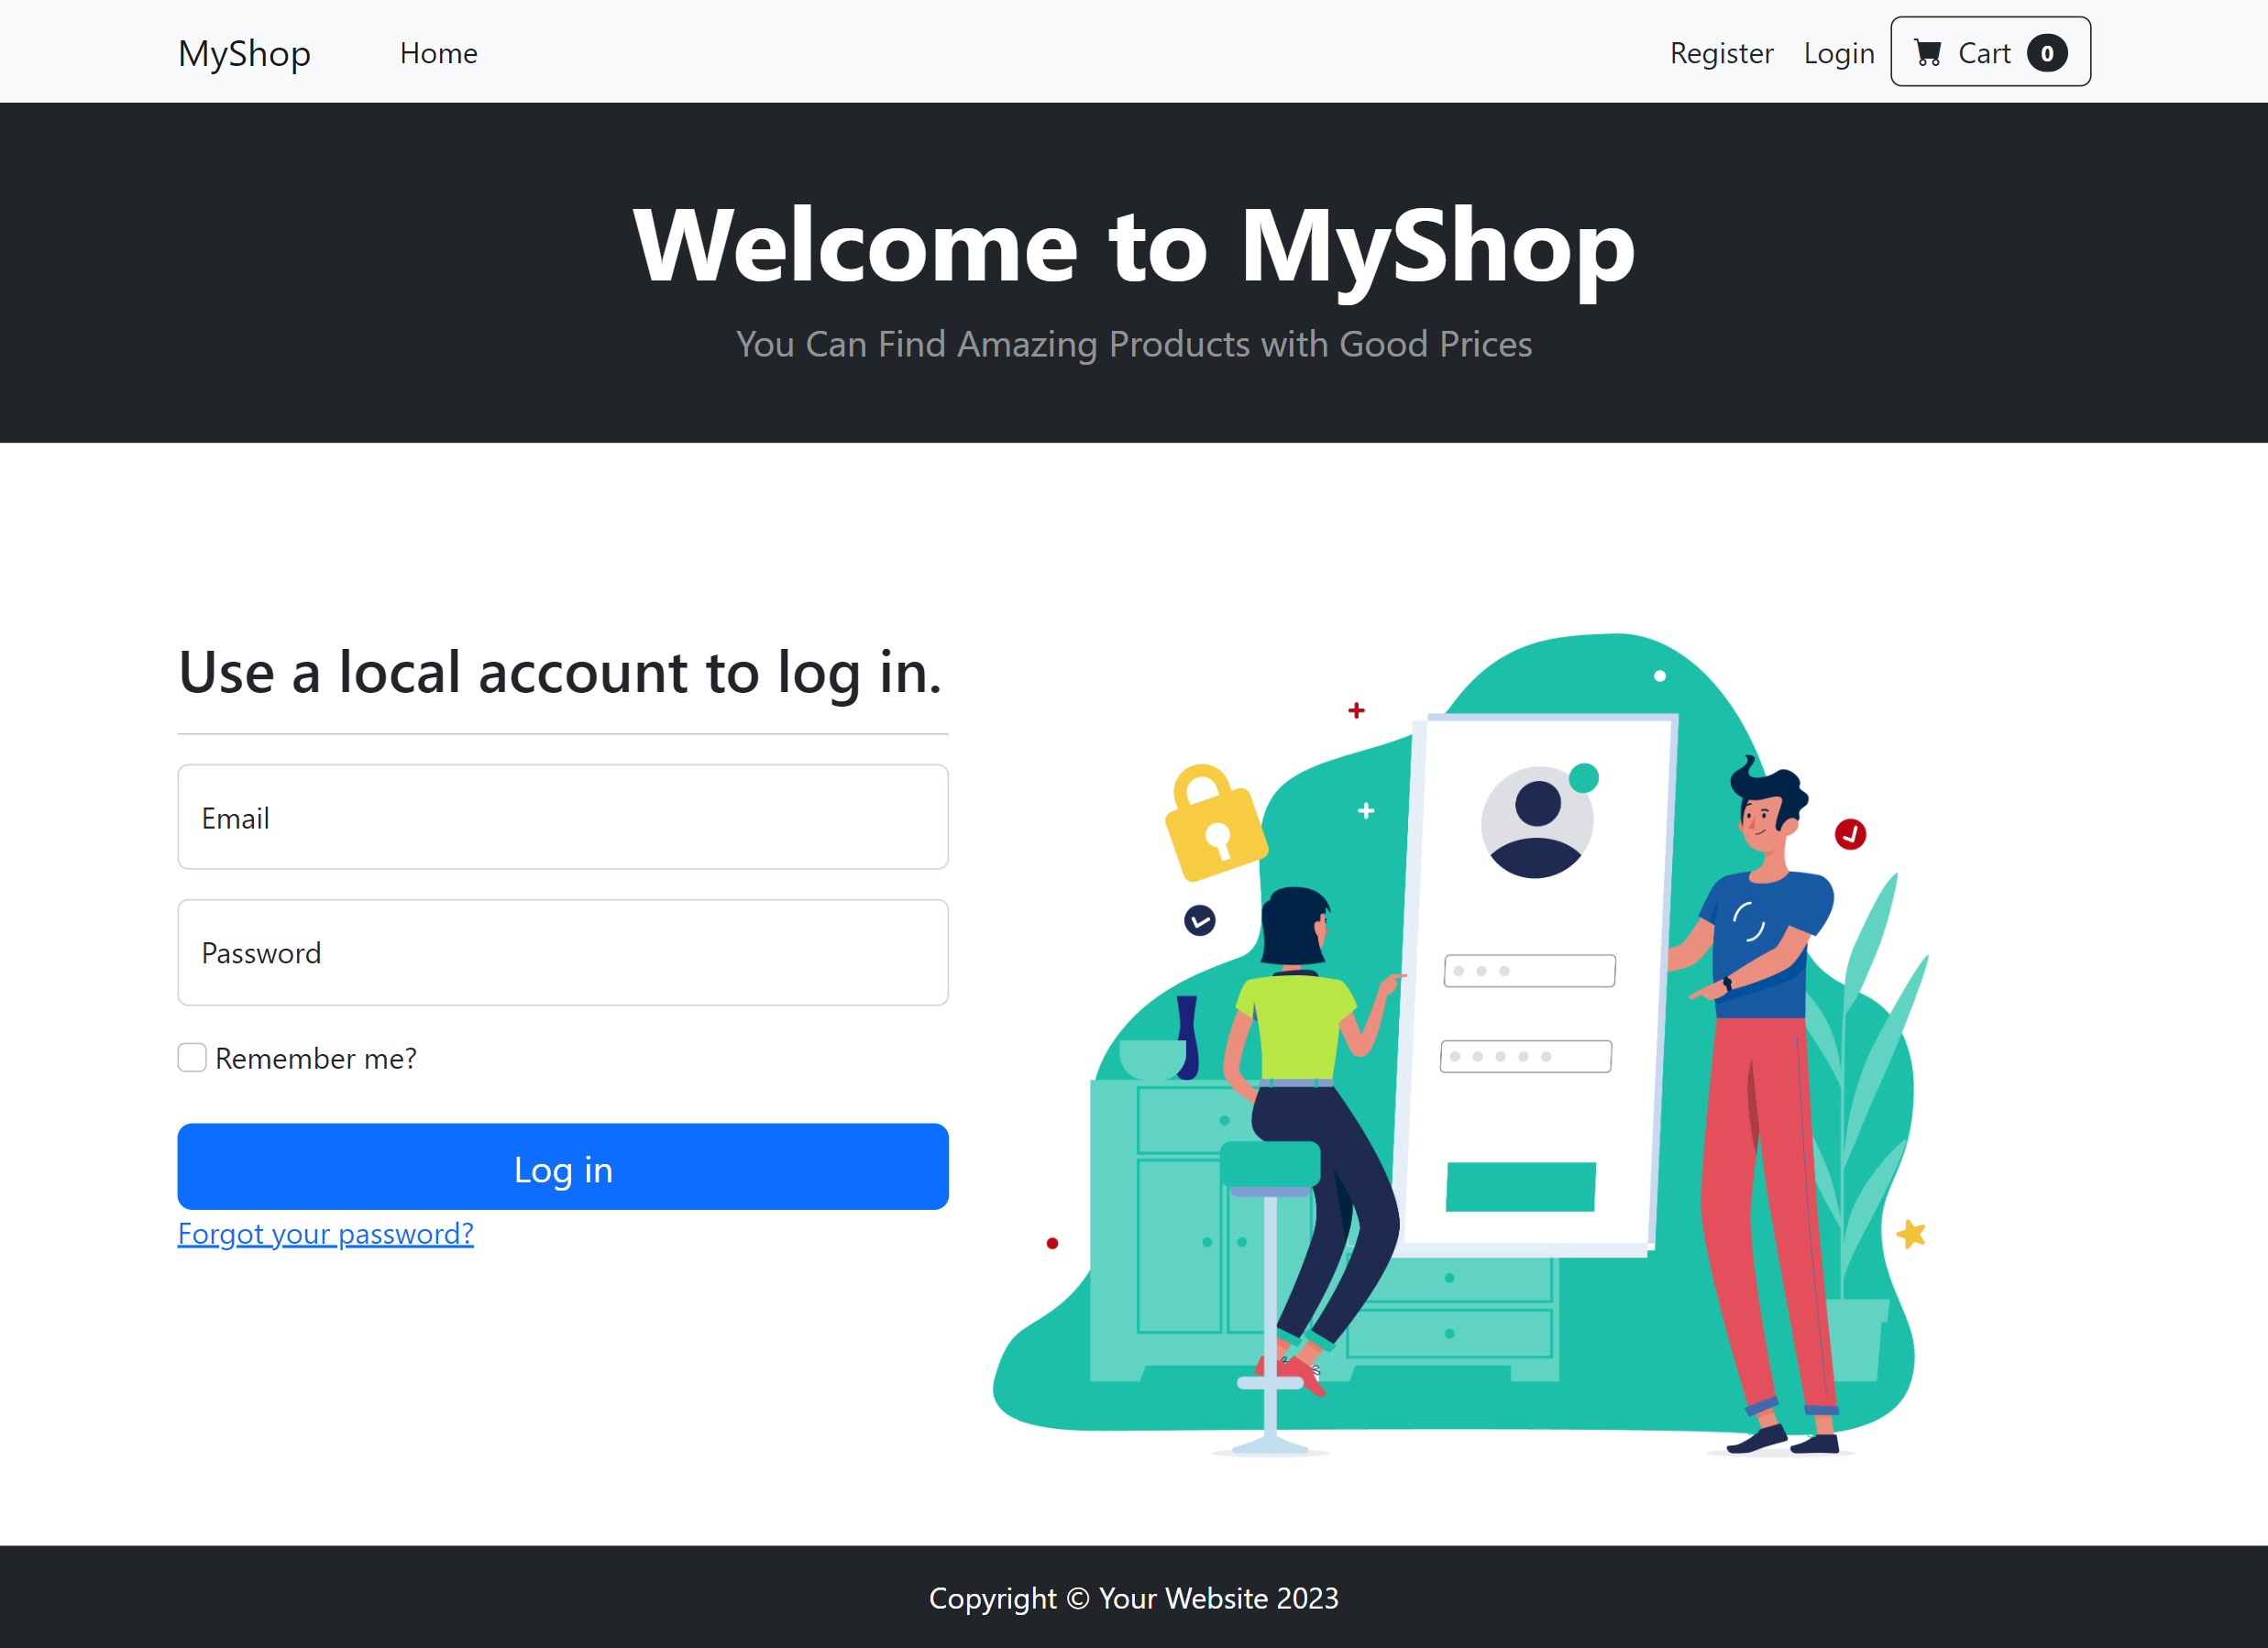 MyShop Home Register Login Cart 0
Welcome to MyShop
You Can Find Amazing Products with Good Prices
Use a local account to log in.
Email
Password
Remember me?
Log in
Forgot your password?
Copyright © Your Website 2023